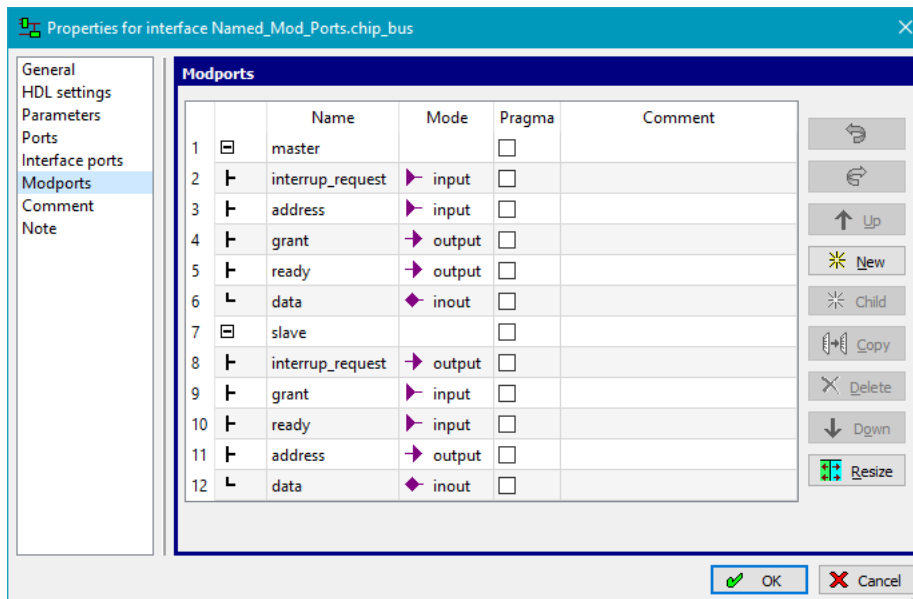 Properties for interface Named_Mod_Ports.chip_bus
General
HDL settings
Parameters
Ports
Interface ports
Modports
Comment
Note
Modports
Name Mode Pragma Comment
1 master
2 interrup_request input
3 address input
4 grant output
5 ready output
6 data inout
7 slave
8 interrup_request output
9 grant input
10 ready input
11 address output
12 data inout
Up
New
Child
Copy
Delete
Down
Resize
OK
Cancel